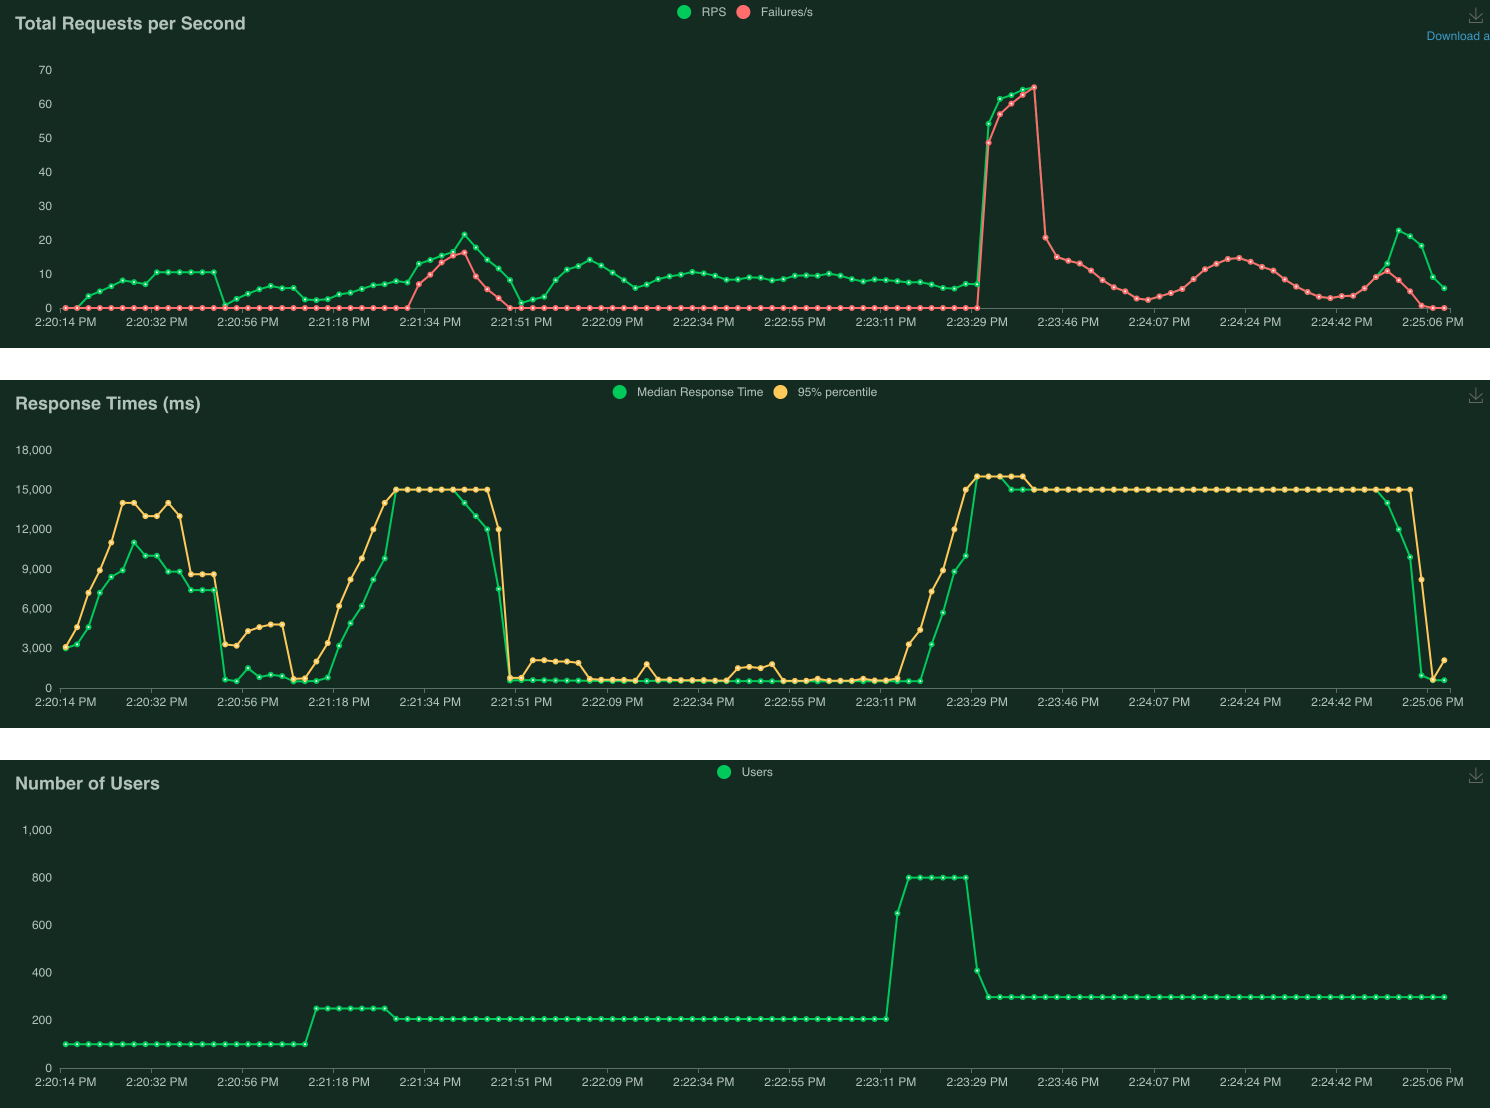 Total Requests per Second
RPS Failures/s
Download a
70
60
50
40
30
20
10
0
2:20:14 PM 2:20:32 PM 2:20:56 PM 2:21:18 PM 2:21:34 PM 2:21:51 PM 2:22:09 PM 2:22:34 PM 2:22:55 PM 2:23:11 PM 2:23:29 PM 2:23:46 PM 2:24:07 PM 2:24:24 PM 2:24:42 PM 2:25:06 PM
Response Times (ms)
Median Response Time 95% percentile
18,000
15,000
12,000
9,000
6,000
3,000
0
2:20:14 PM 2:20:32 PM 2:20:56 PM 2:21:18 PM 2:21:34 PM 2:21:51 PM 2:22:09 PM 2:22:34 PM 2:22:55 PM 2:23:11 PM 2:23:29 PM 2:23:46 PM 2:24:07 PM 2:24:24 PM 2:24:42 PM 2:25:06 PM
Number of Users
Users
1,000
800
600
400
200
0
2:20:14 PM 2:20:32 PM 2:20:56 PM 2:21:18 PM 2:21:34 PM 2:21:51 PM 2:22:09 PM 2:22:34 PM 2:22:55 PM 2:23:11 PM 2:23:29 PM 2:23:46 PM 2:24:07 PM 2:24:24 PM 2:24:42 PM 2:25:06 PM